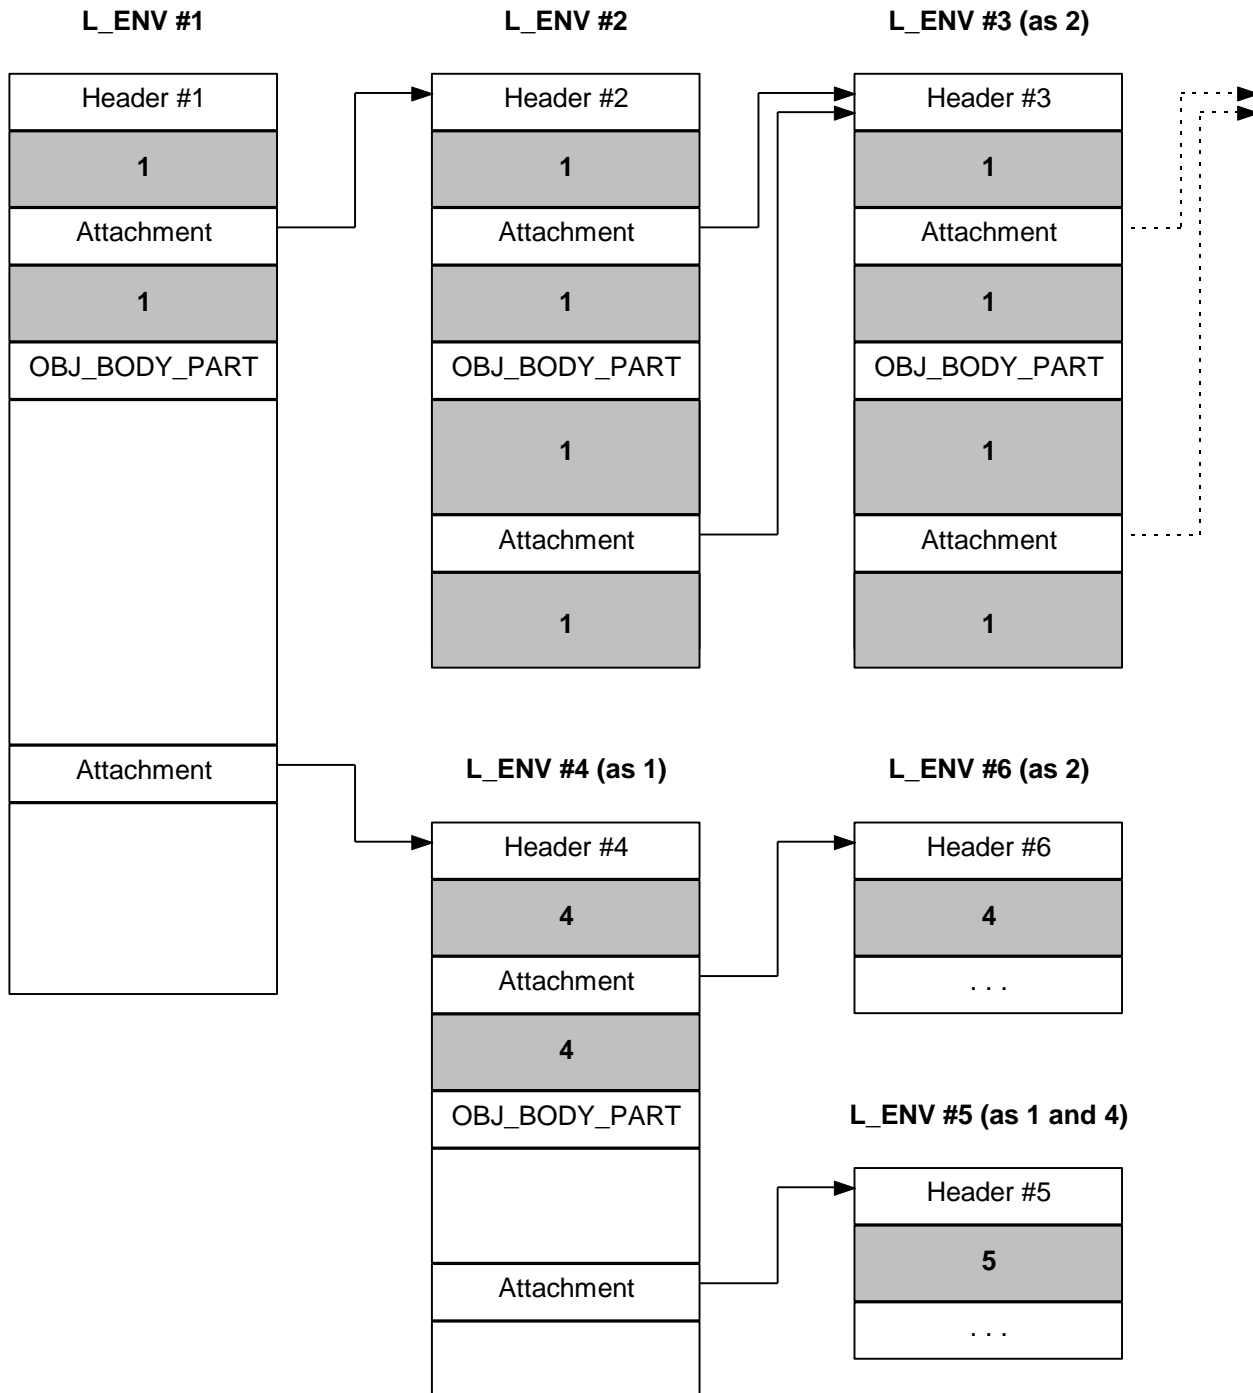 L_ENV #1
Header #1
1
Attachment
1
OBJ_BODY_PART
Attachment
L_ENV #2
Header #2
1
Attachment
1
OBJ_BODY_PART
1
Attachment
1
L_ENV #3 (as 2)
Header #3
1
Attachment
1
OBJ_BODY_PART
1
Attachment
1
L_ENV #4 (as 1)
Header #4
4
Attachment
4
OBJ_BODY_PART
Attachment
L_ENV #6 (as 2)
Header #6
4
. . .
L_ENV #5 (as 1 and 4)
Header #5
5
. . .